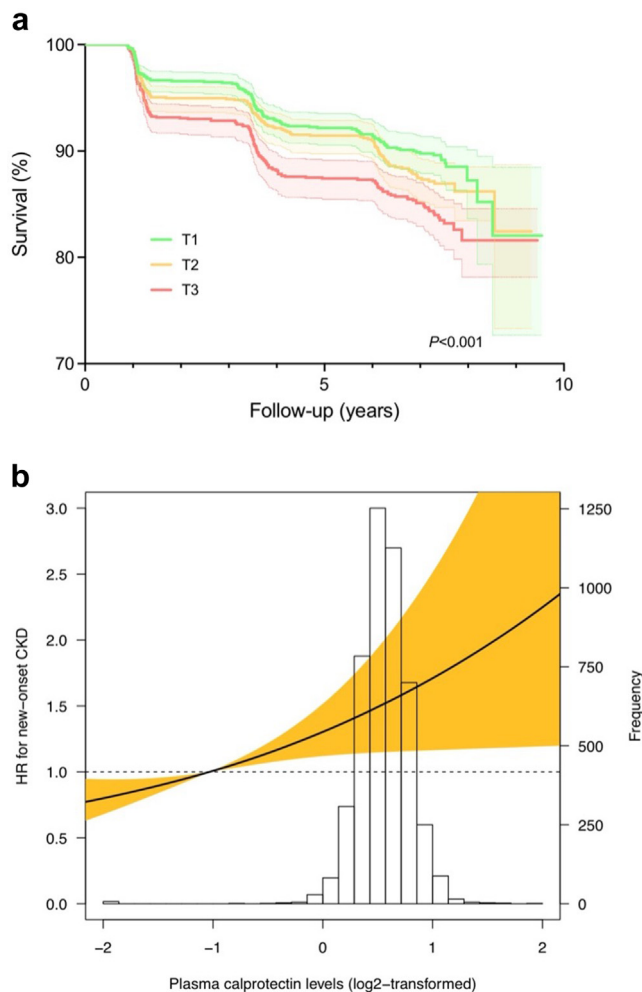 a
100
90
80
70
Survival (%)
T1
T2
T3
P<0.001
0
5
10
Follow-up (years)
b
3.0
2.5
2.0
1.5
1.0
0.5
0.0
HR for new-onset CKD
1250
1000
750
500
250
0
Frequency
−2
−1
0
1
2
Plasma calprotectin levels (log2-transformed)